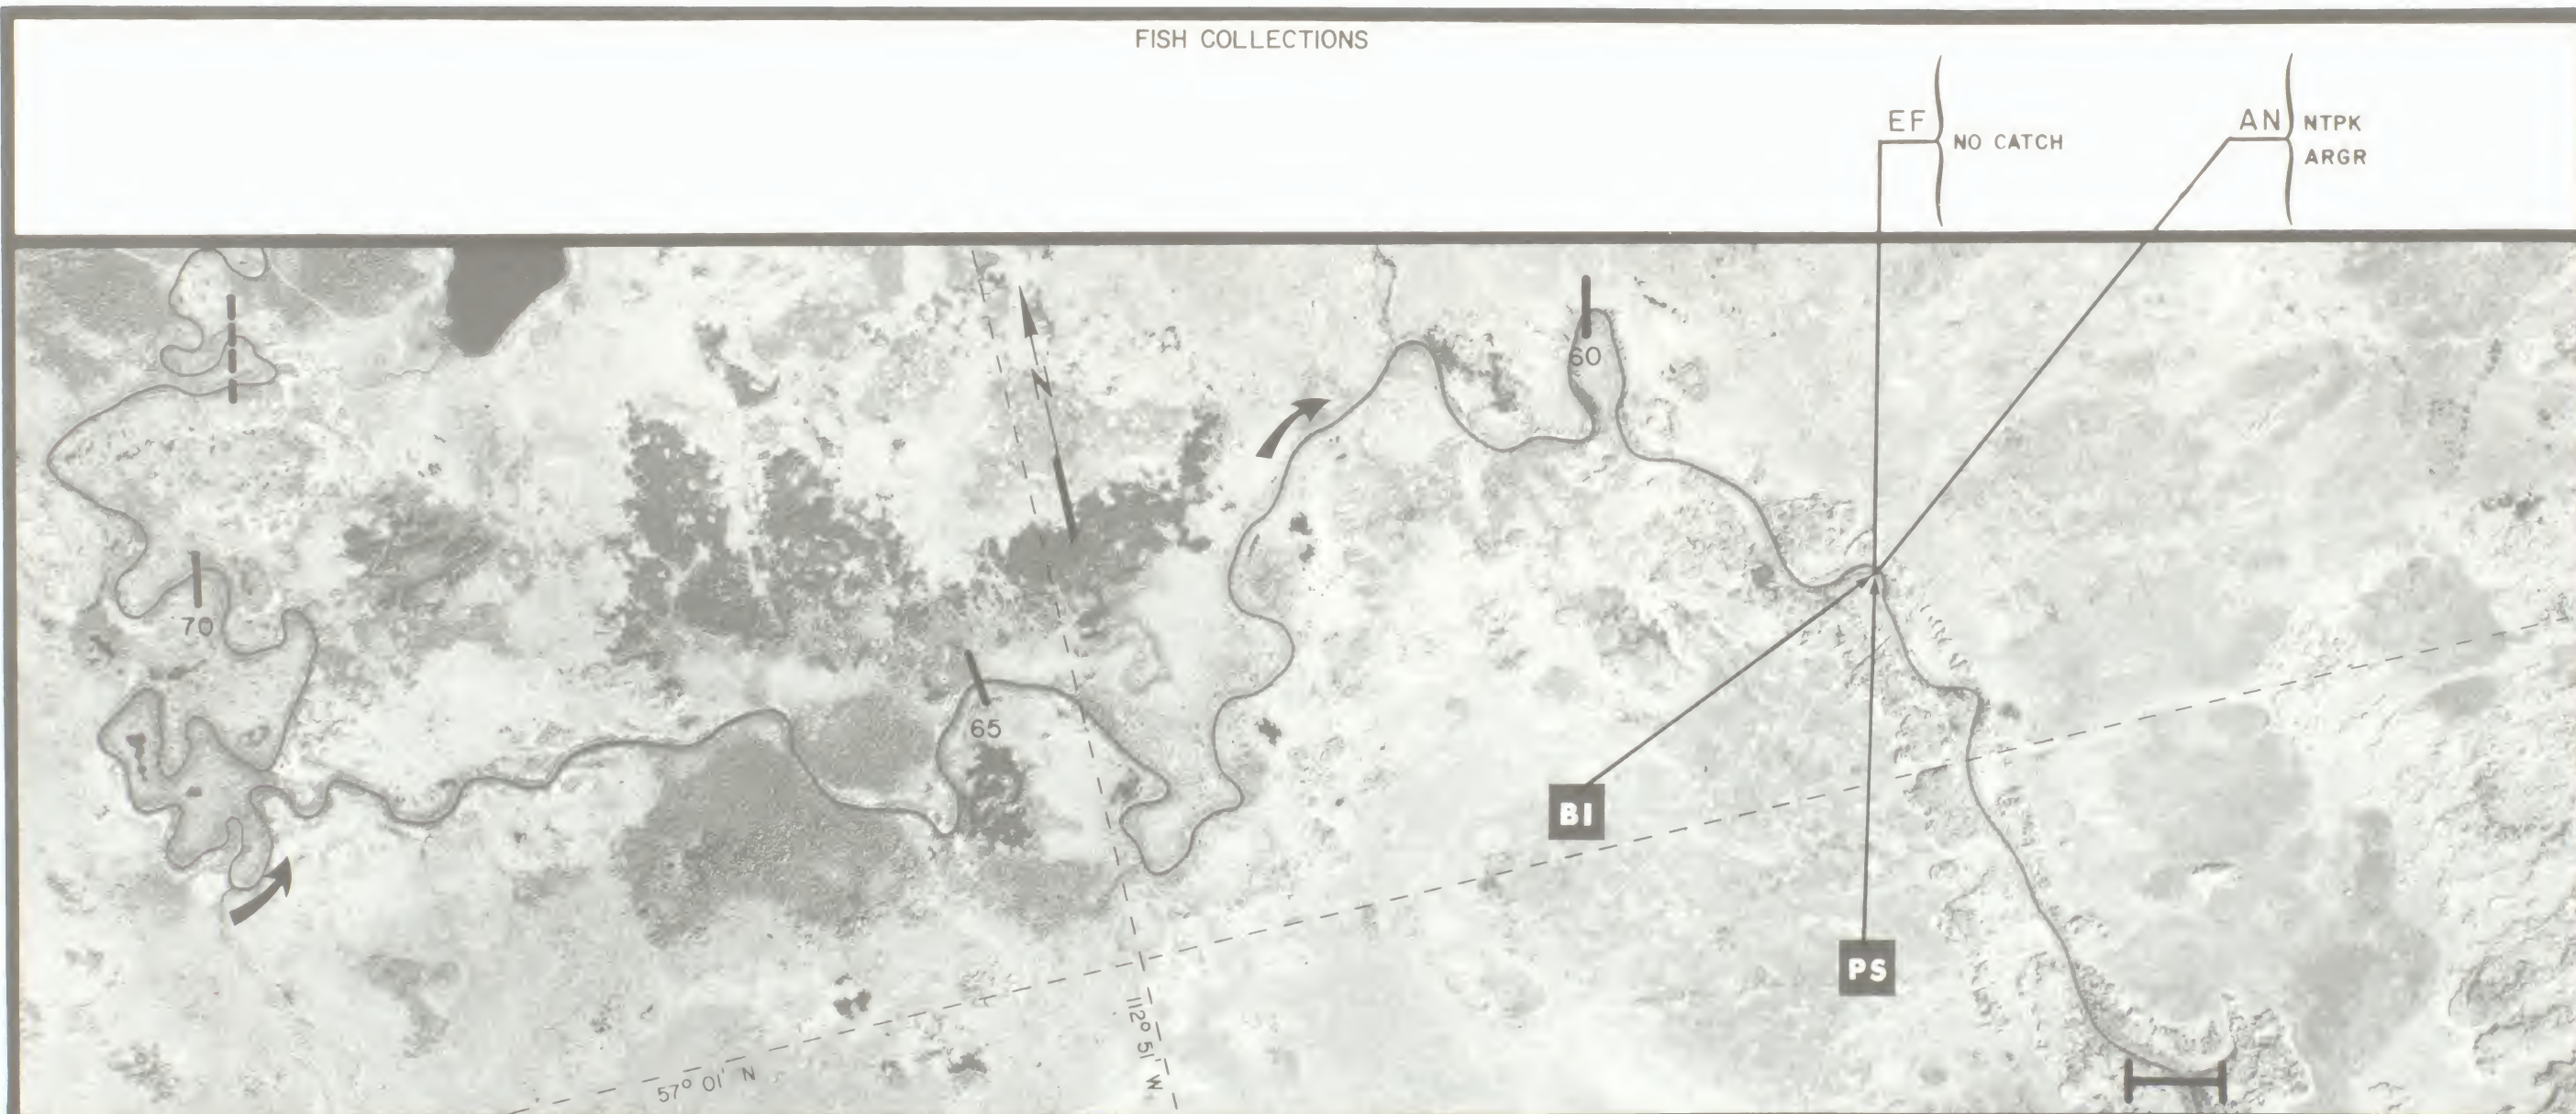 FISH COLLECTIONS
EF
NO CATCH
AN
NTPK
ARGR
N
60
70
65
BI
PS
57° 01' N
112° 51' W